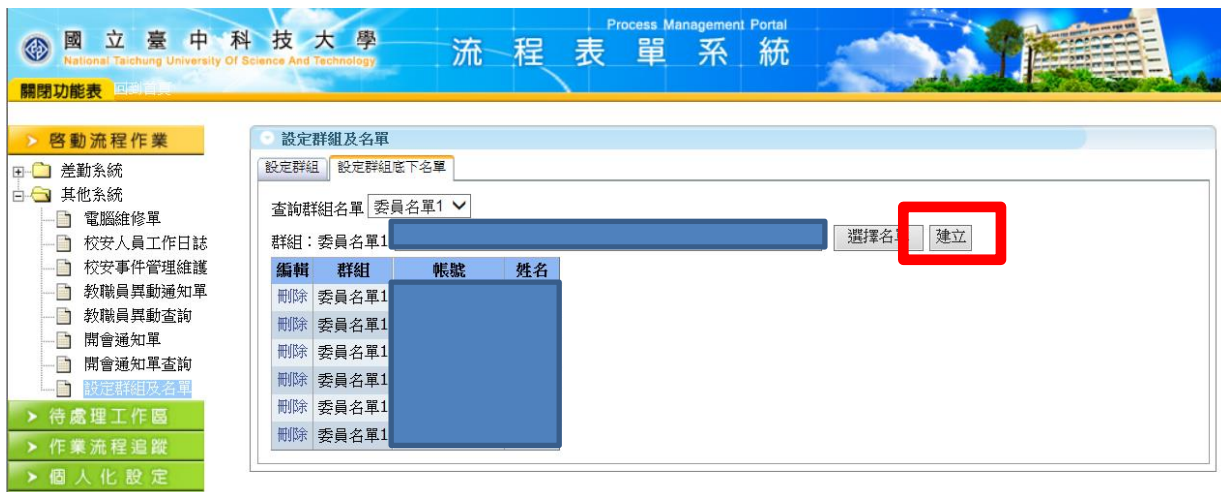 Process Management Portal
國立臺中科技大學
National Taichung University Of Science And Technology
流程表單系統
關閉功能表 回到首頁
啓動流程作業
差勤系統
其他系統
電腦維修單
校安人員工作日誌
校安事件管理維護
教職員異動通知單
教職員異動查詢
開會通知單
開會通知單查詢
設定群組及名單
待處理工作區
作業流程追蹤
個人化設定
設定群組及名單
設定群組 設定群組底下名單
查詢群組名單 委員名單1
群組：委員名單1 選擇名單 建立
編輯 群組 帳號 姓名
刪除 委員名單1
刪除 委員名單1
刪除 委員名單1
刪除 委員名單1
刪除 委員名單1
刪除 委員名單1